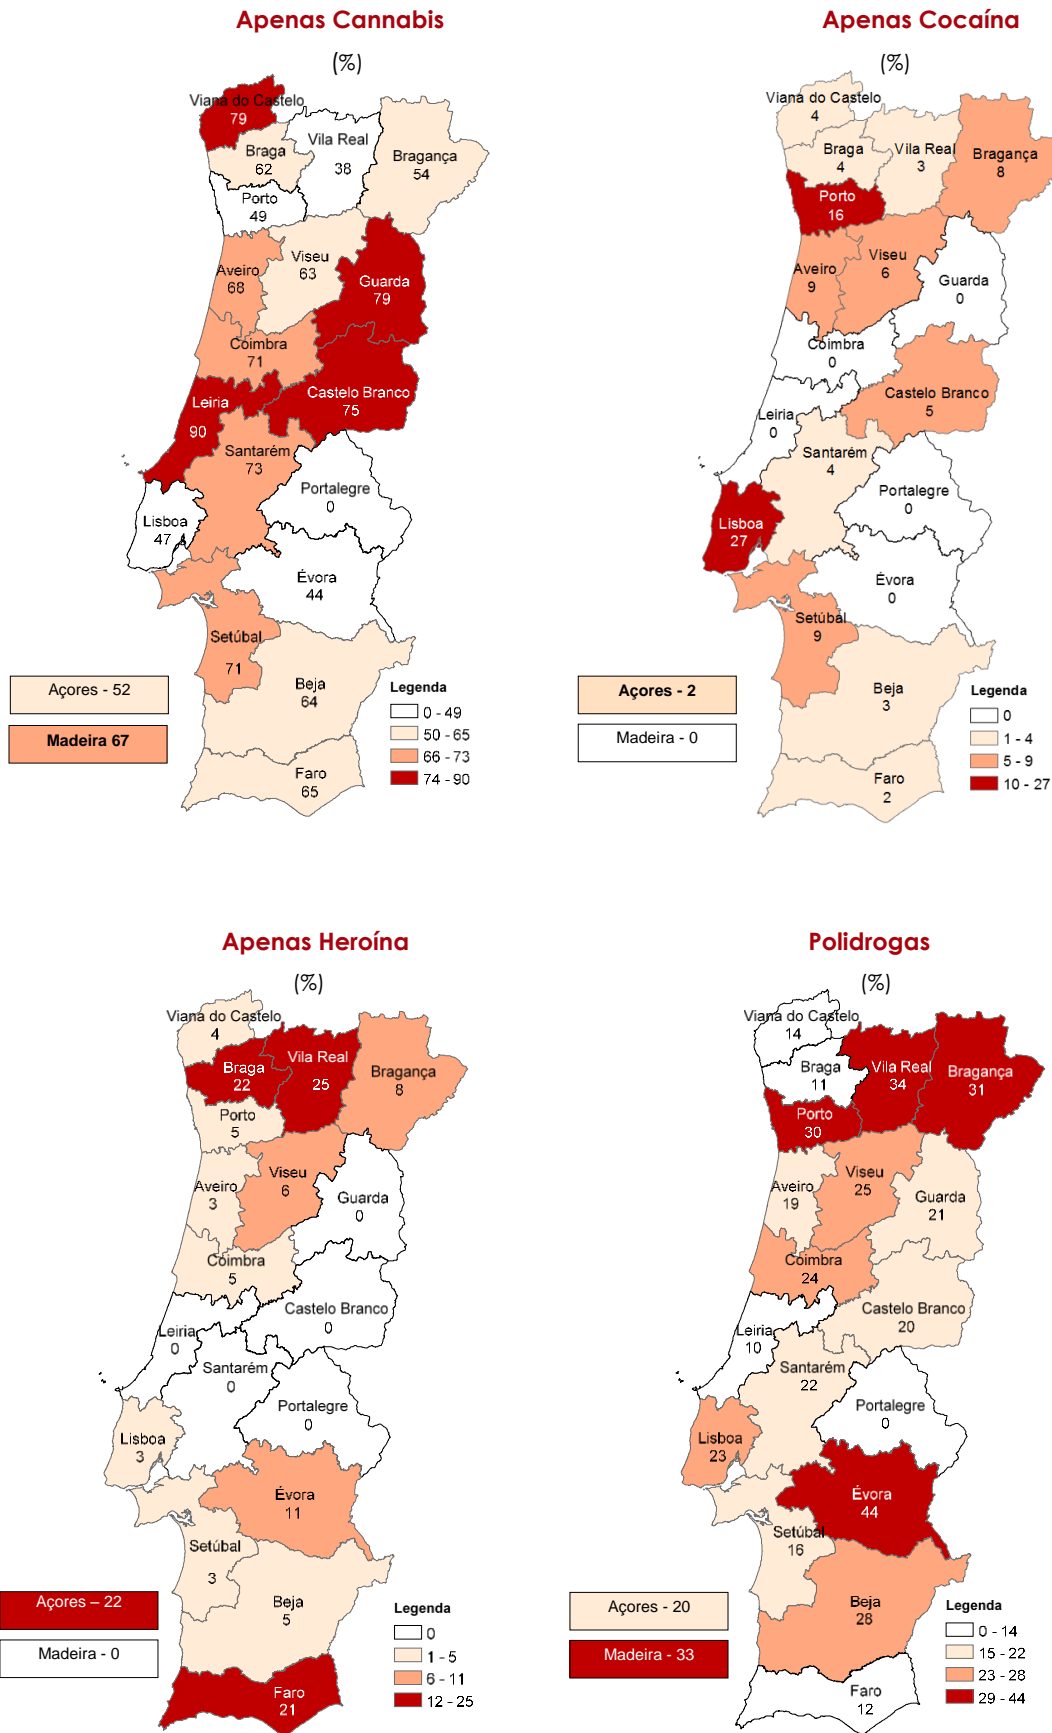 Apenas Cannabis
(%)
Viana do Castelo
79
Braga
62
Vila Real
38
Bragança
54
Porto
49
Aveiro
68
Viseu
63
Guarda
79
Coimbra
71
Leiria
90
Castelo Branco
75
Santarém
73
Portalegre
0
Lisboa
47
Évora
44
Setúbal
71
Beja
64
Faro
65
Açores - 52
Madeira 67
Legenda
0 - 49
50 - 65
66 - 73
74 - 90
Apenas Cocaína
(%)
Viana do Castelo
4
Braga
4
Vila Real
3
Bragança
8
Porto
16
Aveiro
9
Viseu
6
Guarda
0
Coimbra
0
Castelo Branco
5
Leiria
0
Santarém
4
Portalegre
0
Lisboa
27
Évora
0
Setúbal
9
Beja
3
Faro
2
Açores - 2
Madeira - 0
Legenda
0
1 - 4
5 - 9
10 - 27
Apenas Heroína
(%)
Viana do Castelo
4
Braga
22
Vila Real
25
Bragança
8
Porto
5
Aveiro
3
Viseu
6
Guarda
0
Coimbra
5
Castelo Branco
0
Leiria
0
Santarém
0
Portalegre
0
Lisboa
3
Évora
11
Setúbal
3
Beja
5
Faro
21
Açores – 22
Madeira - 0
Legenda
0
1 - 5
6 - 11
12 - 25
Polidrogas
(%)
Viana do Castelo
14
Braga
11
Vila Real
34
Bragança
31
Porto
30
Aveiro
19
Viseu
25
Guarda
21
Coimbra
24
Castelo Branco
20
Leiria
10
Santarém
22
Portalegre
0
Lisboa
23
Évora
44
Setúbal
16
Beja
28
Faro
12
Açores - 20
Madeira - 33
Legenda
0 - 14
15 - 22
23 - 28
29 - 44